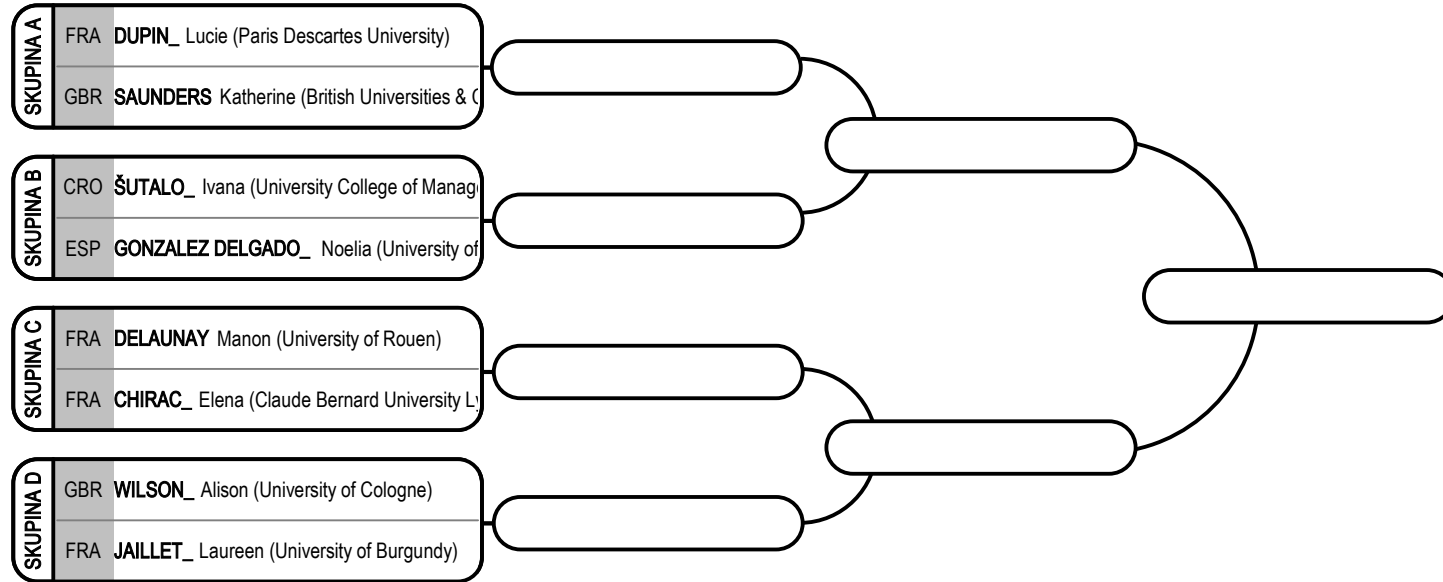 SKUPINA A
FRA DUPIN_ Lucie (Paris Descartes University)
GBR SAUNDERS Katherine (British Universities &
SKUPINA B
CRO ŠUTALO_ Ivana (University College of Manag
ESP GONZALEZ DELGADO_ Noelia (University of
SKUPINA C
FRA DELAUNAY Manon (University of Rouen)
FRA CHIRAC_ Elena (Claude Bernard University Ly
SKUPINA D
GBR WILSON_ Alison (University of Cologne)
FRA JAILLET_ Laureen (University of Burgundy)